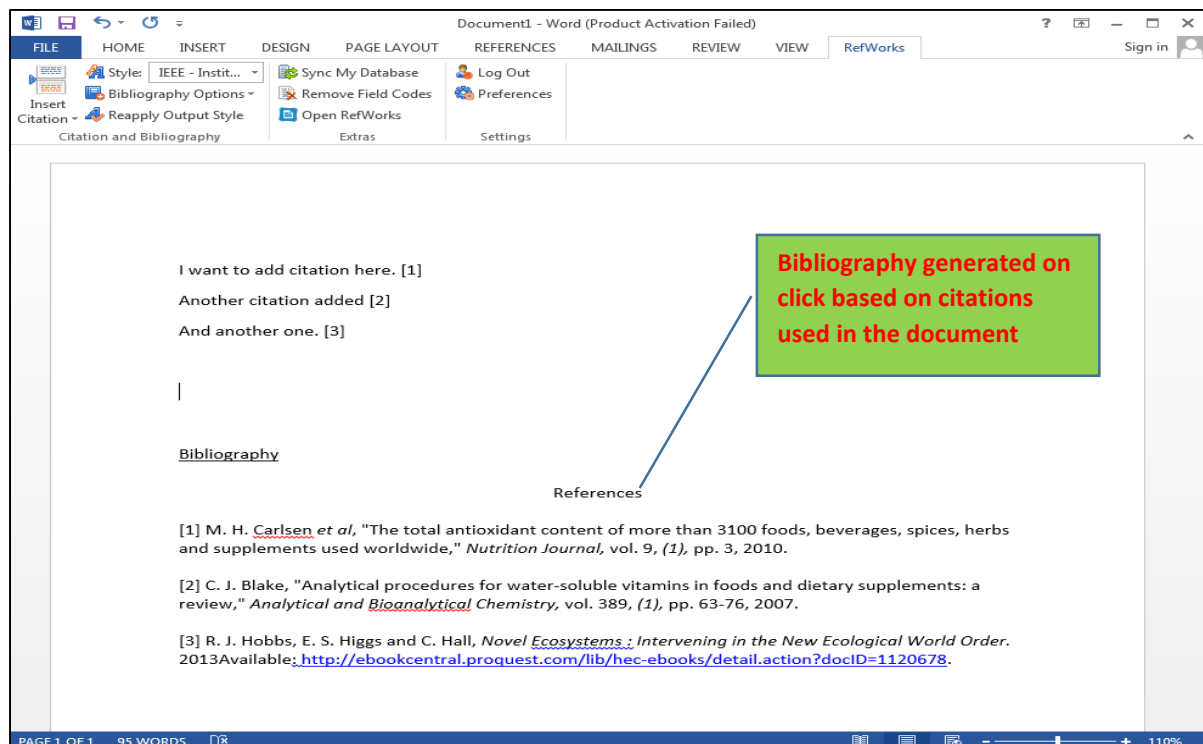 Document1 - Word (Product Activation Failed)
FILE HOME INSERT DESIGN PAGE LAYOUT REFERENCES MAILINGS REVIEW VIEW RefWorks Sign in
Insert Citation
Style: IEEE - Instit...
Bibliography Options
Reapply Output Style
Citation and Bibliography
Sync My Database
Remove Field Codes
Open RefWorks
Extras
Log Out
Preferences
Settings
I want to add citation here. [1]
Another citation added [2]
And another one. [3]
Bibliography generated on
click based on citations
used in the document
Bibliography
References
[1] M. H. Carlsen et al, "The total antioxidant content of more than 3100 foods, beverages, spices, herbs
and supplements used worldwide," Nutrition Journal, vol. 9, (1), pp. 3, 2010.
[2] C. J. Blake, "Analytical procedures for water-soluble vitamins in foods and dietary supplements: a
review," Analytical and Bioanalytical Chemistry, vol. 389, (1), pp. 63-76, 2007.
[3] R. J. Hobbs, E. S. Higgs and C. Hall, Novel Ecosystems : Intervening in the New Ecological World Order.
2013Available: http://ebookcentral.proquest.com/lib/hec-ebooks/detail.action?docID=1120678.
PAGE 1 OF 1 95 WORDS 110%